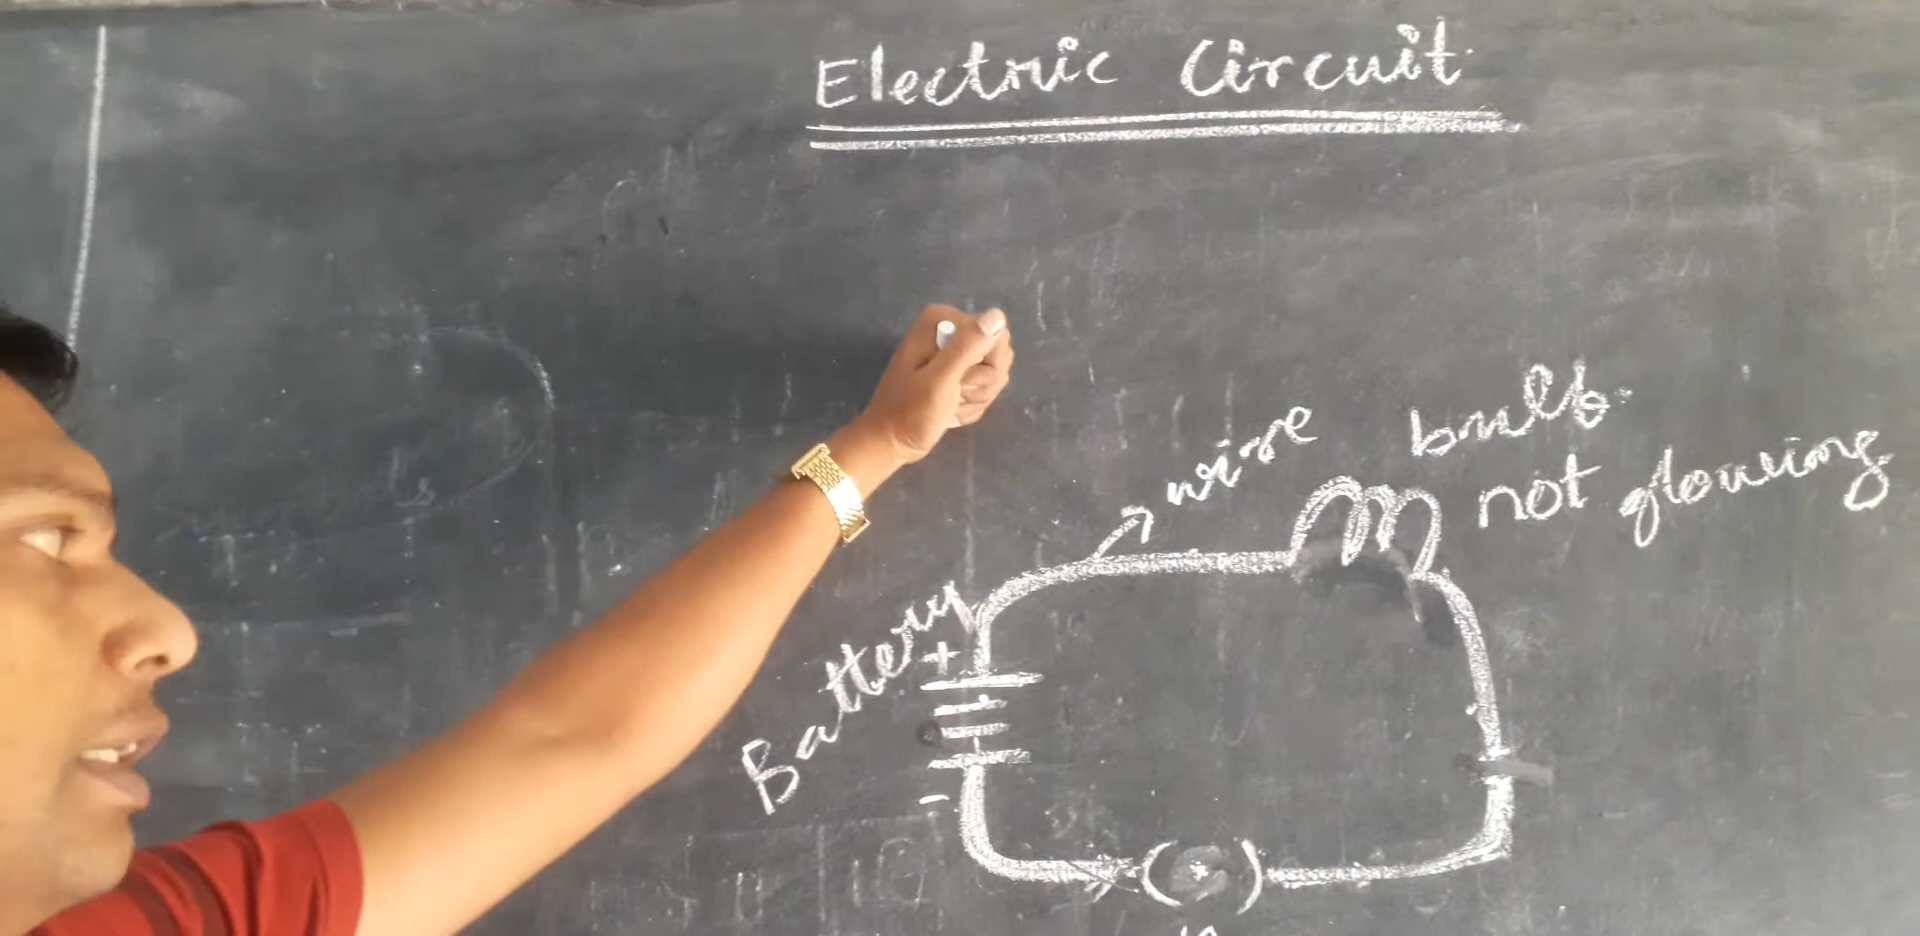 Electric Circuit
wire
bulb
not glowing
Battery
+
-